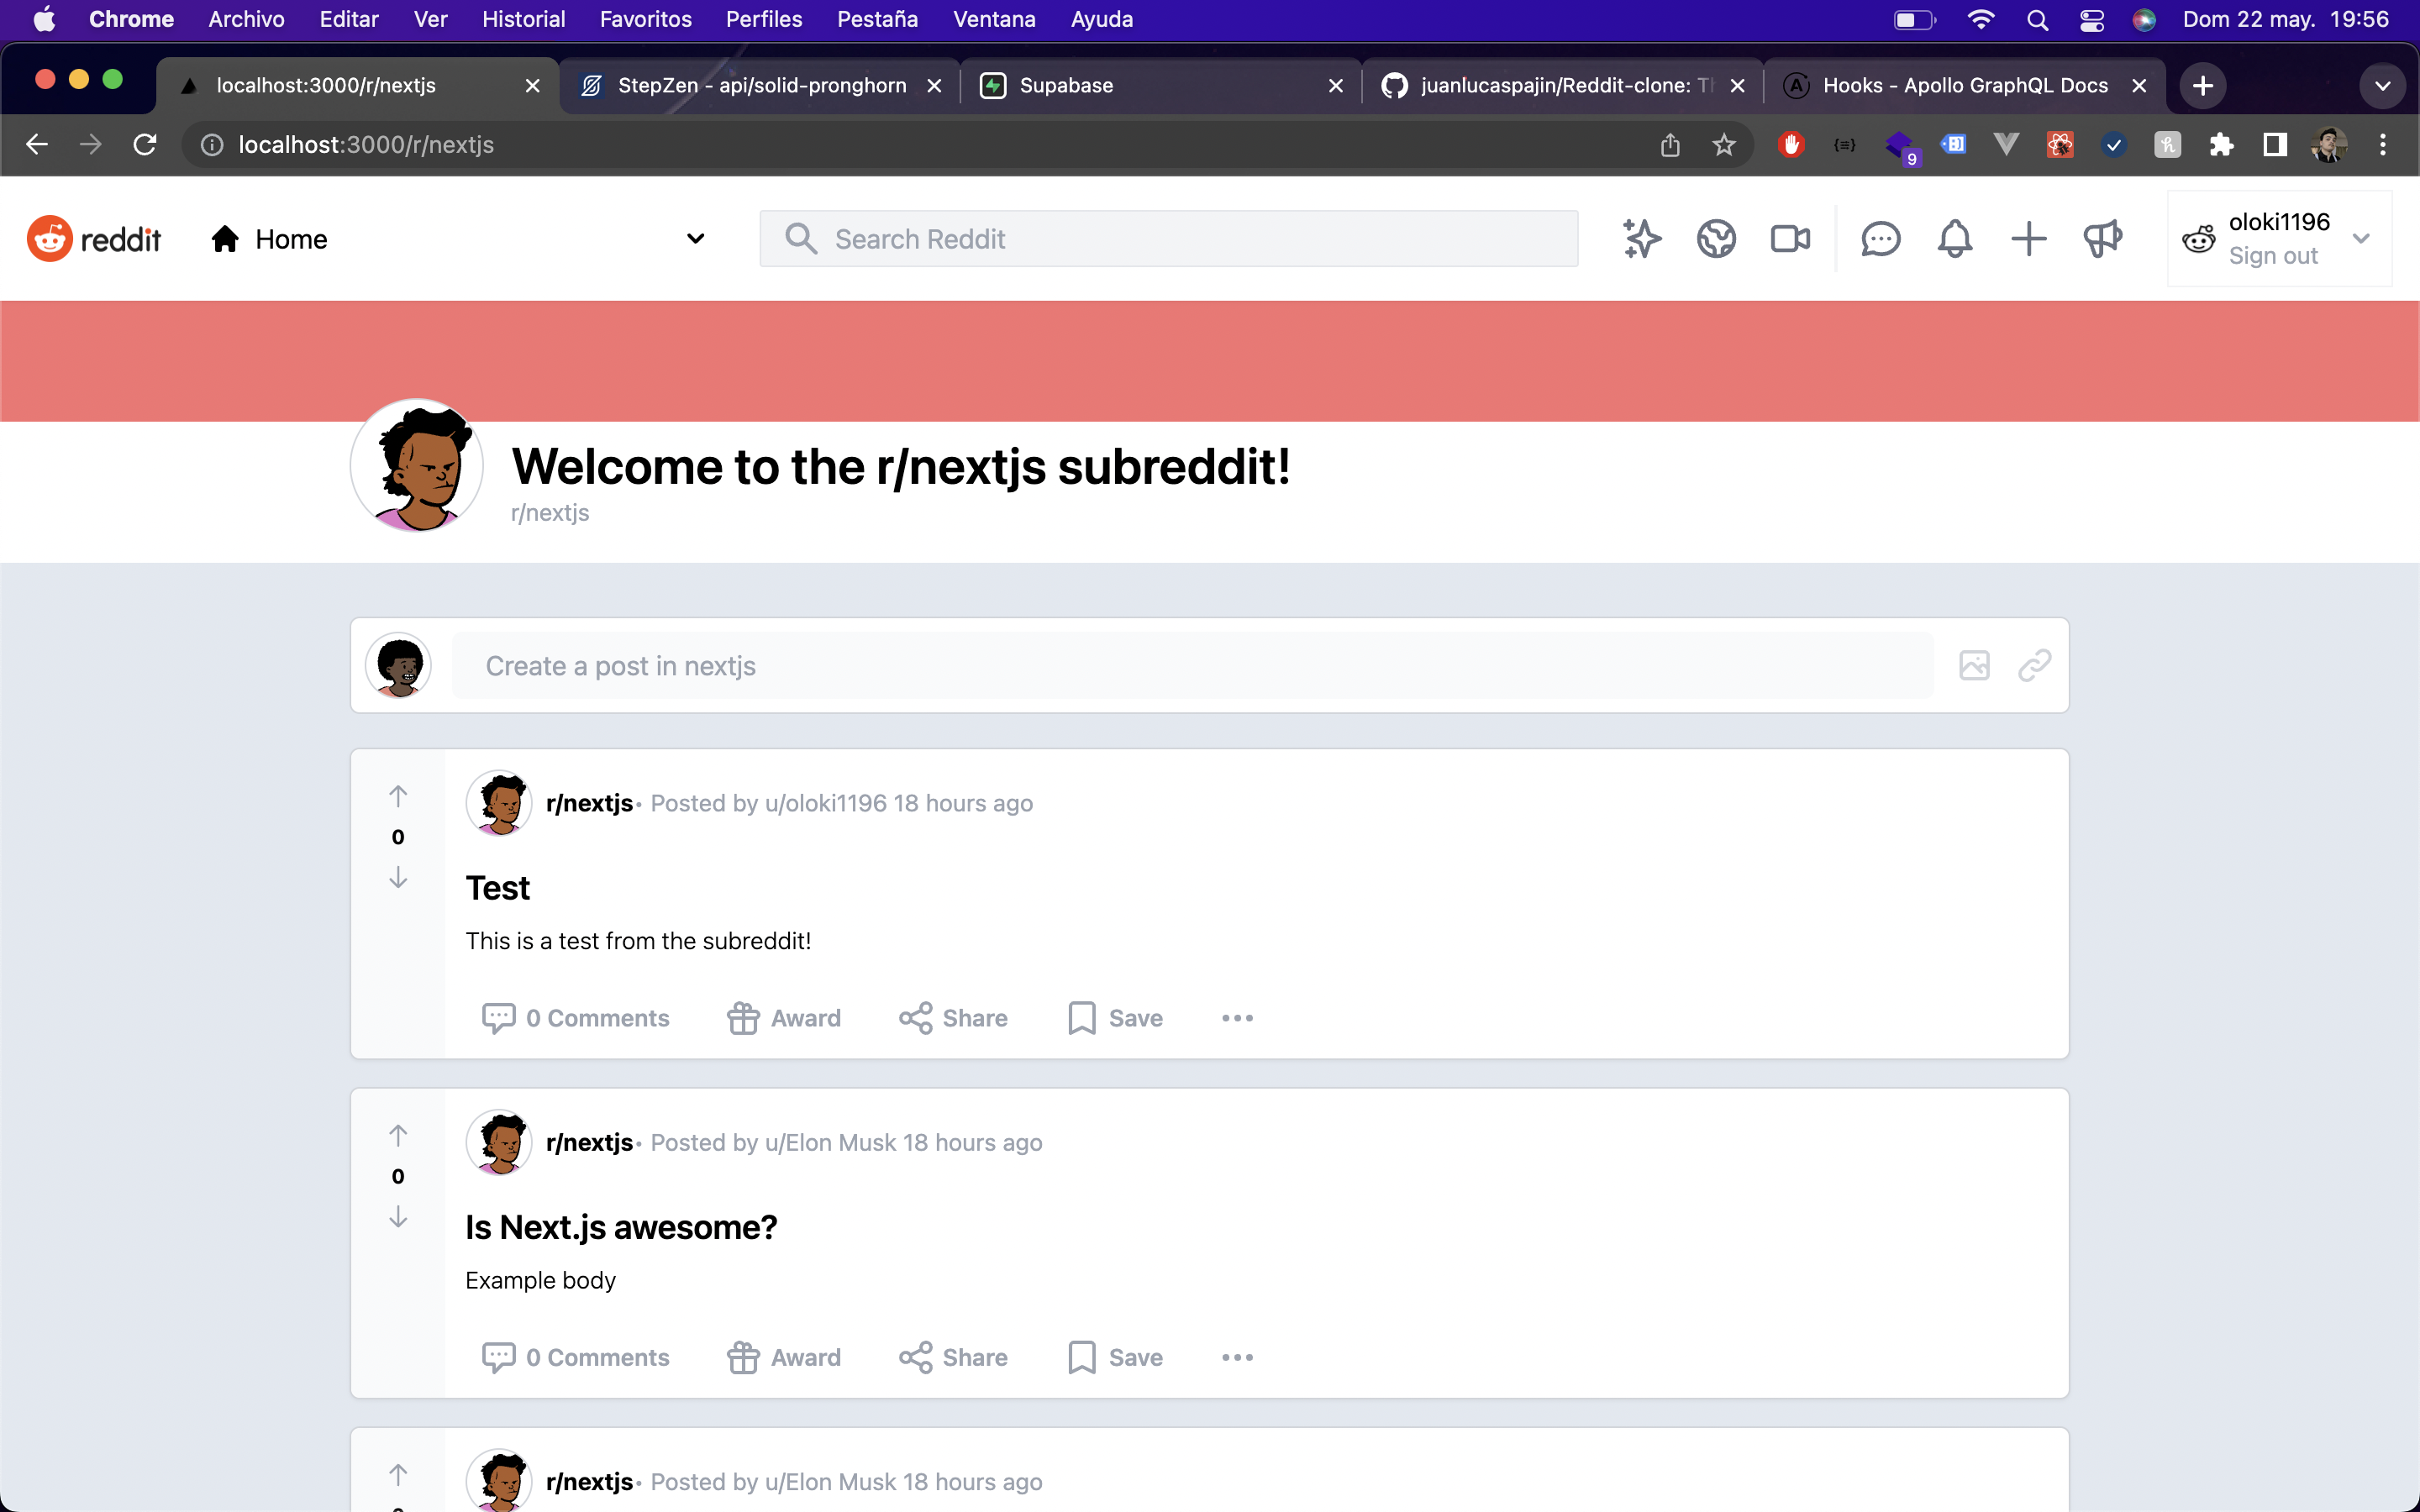 Chrome Archivo Editar Ver Historial Favoritos Perfiles Pestaña Ventana Ayuda Dom 22 may. 19:56
localhost:3000/r/nextjs StepZen - api/solid-pronghorn Supabase juanlucaspajin/Reddit-clone: Hooks - Apollo GraphQL Docs
localhost:3000/r/nextjs 9
reddit Home Search Reddit oloki1196
Sign out
Welcome to the r/nextjs subreddit!
r/nextjs
Create a post in nextjs
r/nextjs • Posted by u/oloki1196 18 hours ago
0
Test
This is a test from the subreddit!
0 Comments Award Share Save
r/nextjs • Posted by u/Elon Musk 18 hours ago
0
Is Next.js awesome?
Example body
0 Comments Award Share Save
r/nextjs • Posted by u/Elon Musk 18 hours ago